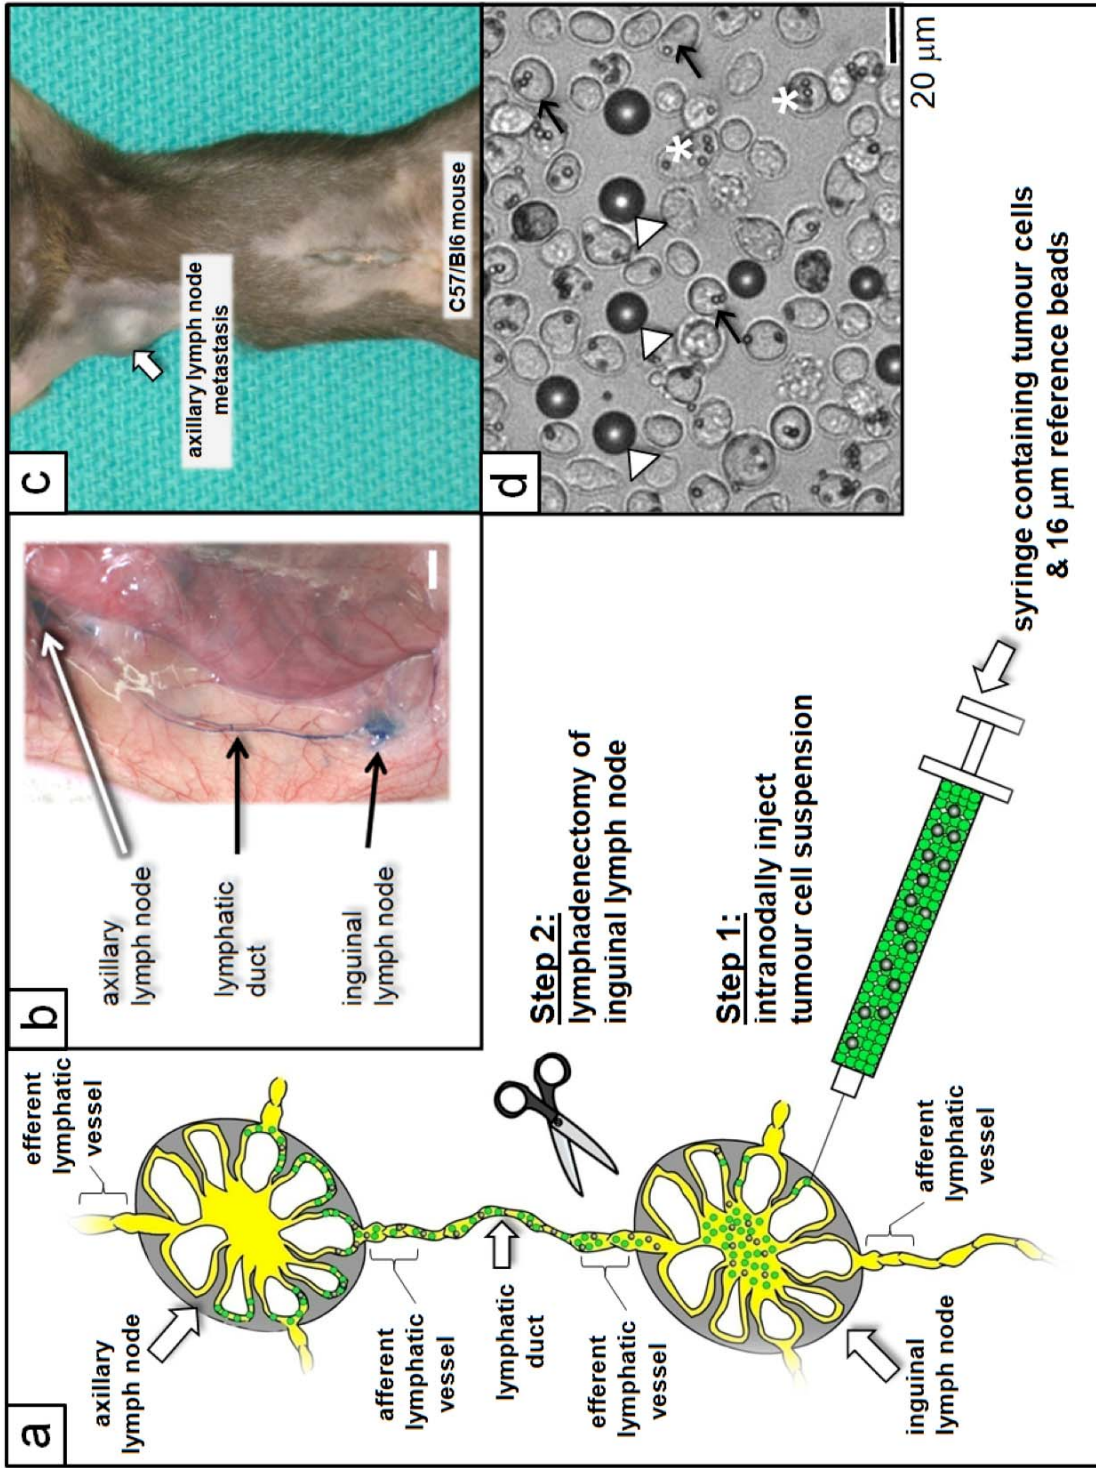 a
efferent
lymphatic
vessel
axillary
lymph node
afferent
lymphatic
vessel
lymphatic
duct
efferent
lymphatic
vessel
inguinal
lymph node
afferent
lymphatic
vessel
Step 2:
lymphadenectomy of
inguinal lymph node
Step 1:
intranodally inject
tumour cell suspension
syringe containing tumour cells
& 16 μm reference beads
b
axillary
lymph node
lymphatic
duct
inguinal
lymph node
c
axillary lymph node
metastasis
C57/Bl6 mouse
d
20 μm